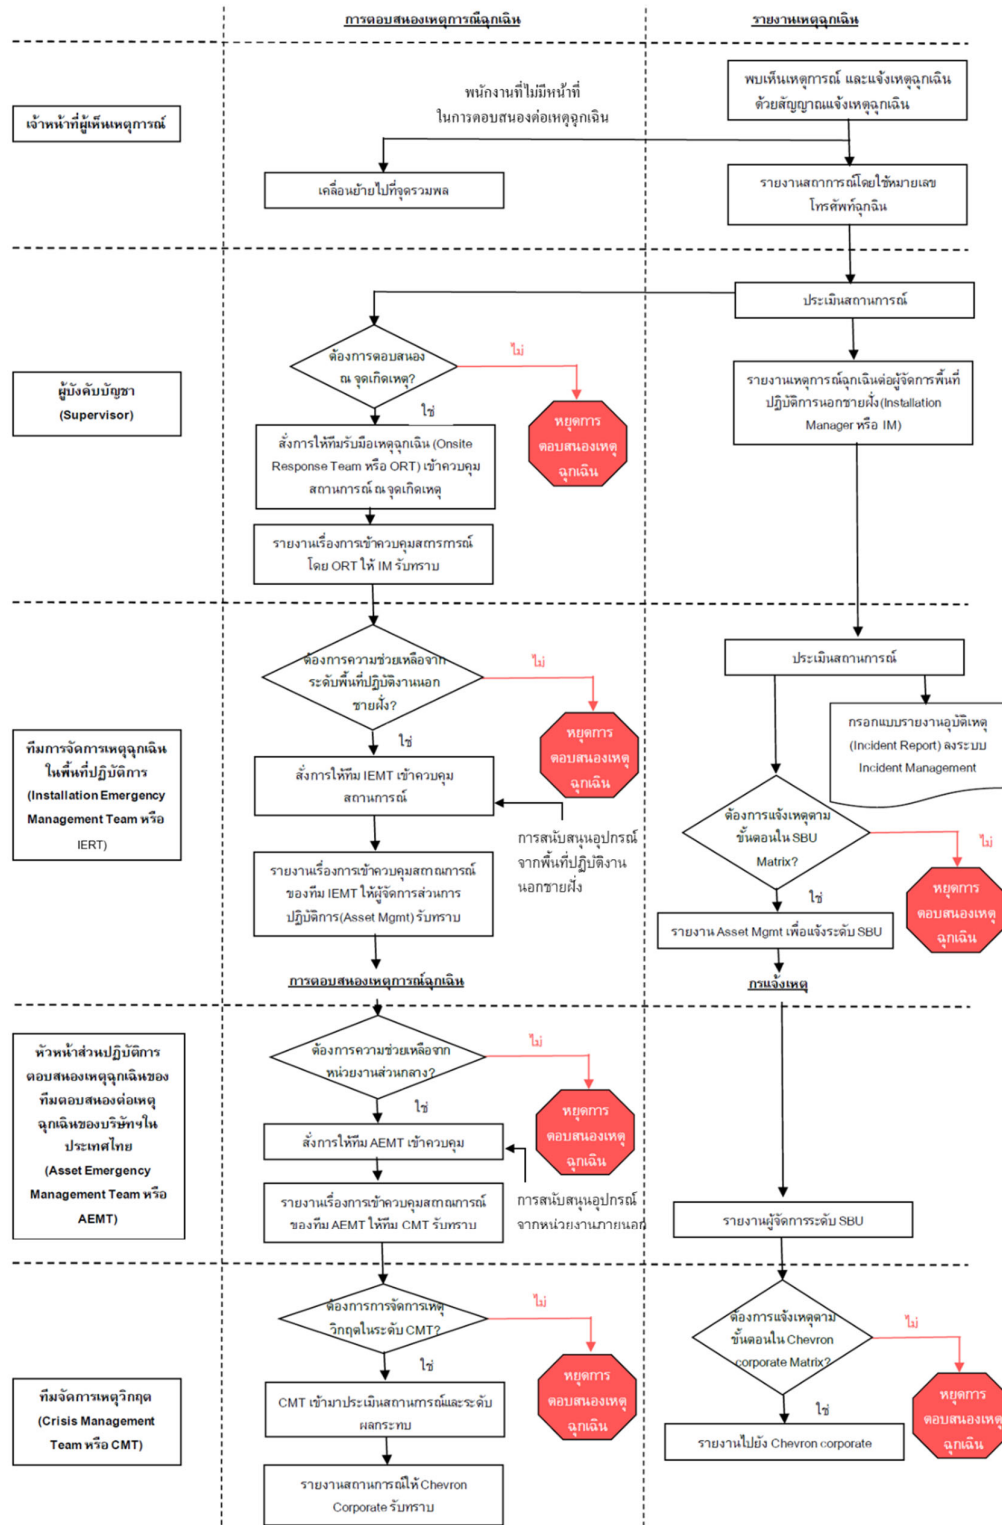 การตอบสนองเหตุการณ์ฉุกเฉิน
รายงานเหตุฉุกเฉิน
เจ้าหน้าที่ผู้เห็นเหตุการณ์
พนักงานที่ไม่มีหน้าที่
ในการตอบสนองต่อเหตุฉุกเฉิน
พบเห็นเหตุการณ์ และแจ้งเหตุฉุกเฉิน
ด้วยสัญญาณแจ้งเหตุฉุกเฉิน
เคลื่อนย้ายไปที่จุดรวมพล
รายงานสถาการณ์โดยใช้หมายเลข
โทรศัพท์ฉุกฉิน
ผู้บังคับบัญชา
(Supervisor)
ประเมินสถานการณ์
ต้องการตอบสนอง
ณ จุดเกิดเหตุ?
ไม่
ใช่
หยุดการ
ตอบสนองเหตุ
ฉุกเฉิน
รายงานเหตุการณ์ฉุกเฉินต่อผู้จัดการพื้นที่
ปฏิบัติการนอกชายฝั่ง(Installation
Manager หรือ IM)
สั่งการให้ทีมรับมือเหตุฉุกเฉิน (Onsite
Response Team หรือ ORT) เข้าควบคุม
สถานการณ์ ณ จุดเกิดเหตุ
รายงานเรื่องการเข้าควบคุมสถารการณ์
โดย ORT ให้ IM รับทราบ
ทีมการจัดการเหตุฉุกเฉิน
ในพื้นที่ปฏิบัติการ
(Installation Emergency
Management Team หรือ
IERT)
ต้องการความช่วยเหลือจาก
ระดับพื้นที่ปฏิบัติงานนอก
ชายฝั่ง?
ไม่
ใช่
หยุดการ
ตอบสนองเหตุ
ฉุกเฉิน
สั่งการให้ทีม IEMT เข้าควบคุม
สถานการณ์
การสนับสนุนอุปกรณ์
จากพื้นที่ปฏิบัติงาน
นอกชายฝั่ง
รายงานเรื่องการเข้าควบคุมสถาณการณ์
ของทีม IEMT ให้ผู้จัดการส่วนการ
ปฏิบัติการ(Asset Mgmt) รับทราบ
ประเมินสถานการณ์
กรอกแบบรายงานอุบัติเหตุ
(Incident Report) ลงระบบ
Incident Management
ต้องการแจ้งเหตุตาม
ขั้นตอนใน SBU
Matrix?
ไม่
ใช่
หยุดการ
ตอบสนองเหตุ
ฉุกเฉิน
รายงาน Asset Mgmt เพื่อแจ้งระดับ SBU
การตอบสนองเหตุการณ์ฉุกเฉิน
กรแจ้งเหตุ
หัวหน้าส่วนปฏิบัติการ
ตอบสนองเหตุฉุกเฉินของ
ทีมตอบสนองต่อเหตุ
ฉุกเฉินของบริษัทฯใน
ประเทศไทย
(Asset Emergency
Management Team หรือ
AEMT)
ต้องการความช่วยเหลือจาก
หน่วยงานส่วนกลาง?
ไม่
ใช่
หยุดการ
ตอบสนองเหตุ
ฉุกเฉิน
สั่งการให้ทีม AEMT เข้าควบคุม
การสนับสนุนอุปกรณ์
จากหน่วยงานภายนอก
รายงานเรื่องการเข้าควบคุมสถาณการณ์
ของทีม AEMT ให้ทีม CMT รับทราบ
รายงานผู้จัดการระดับ SBU
ทีมจัดการเหตุวิกฤต
(Crisis Management
Team หรือ CMT)
ต้องการการจัดการเหตุ
วิกฤตในระดับ CMT?
ไม่
ใช่
หยุดการ
ตอบสนองเหตุ
ฉุกเฉิน
CMT เข้ามาประเมินสถานการณ์และระดับ
ผลกระทบ
รายงานสถานการณ์ให้ Chevron
Corporate รับทราบ
ต้องการแจ้งเหตุตาม
ขั้นตอนใน Chevron
corporate Matrix?
ไม่
ใช่
หยุดการ
ตอบสนองเหตุ
ฉุกเฉิน
รายงานไปยัง Chevron corporate